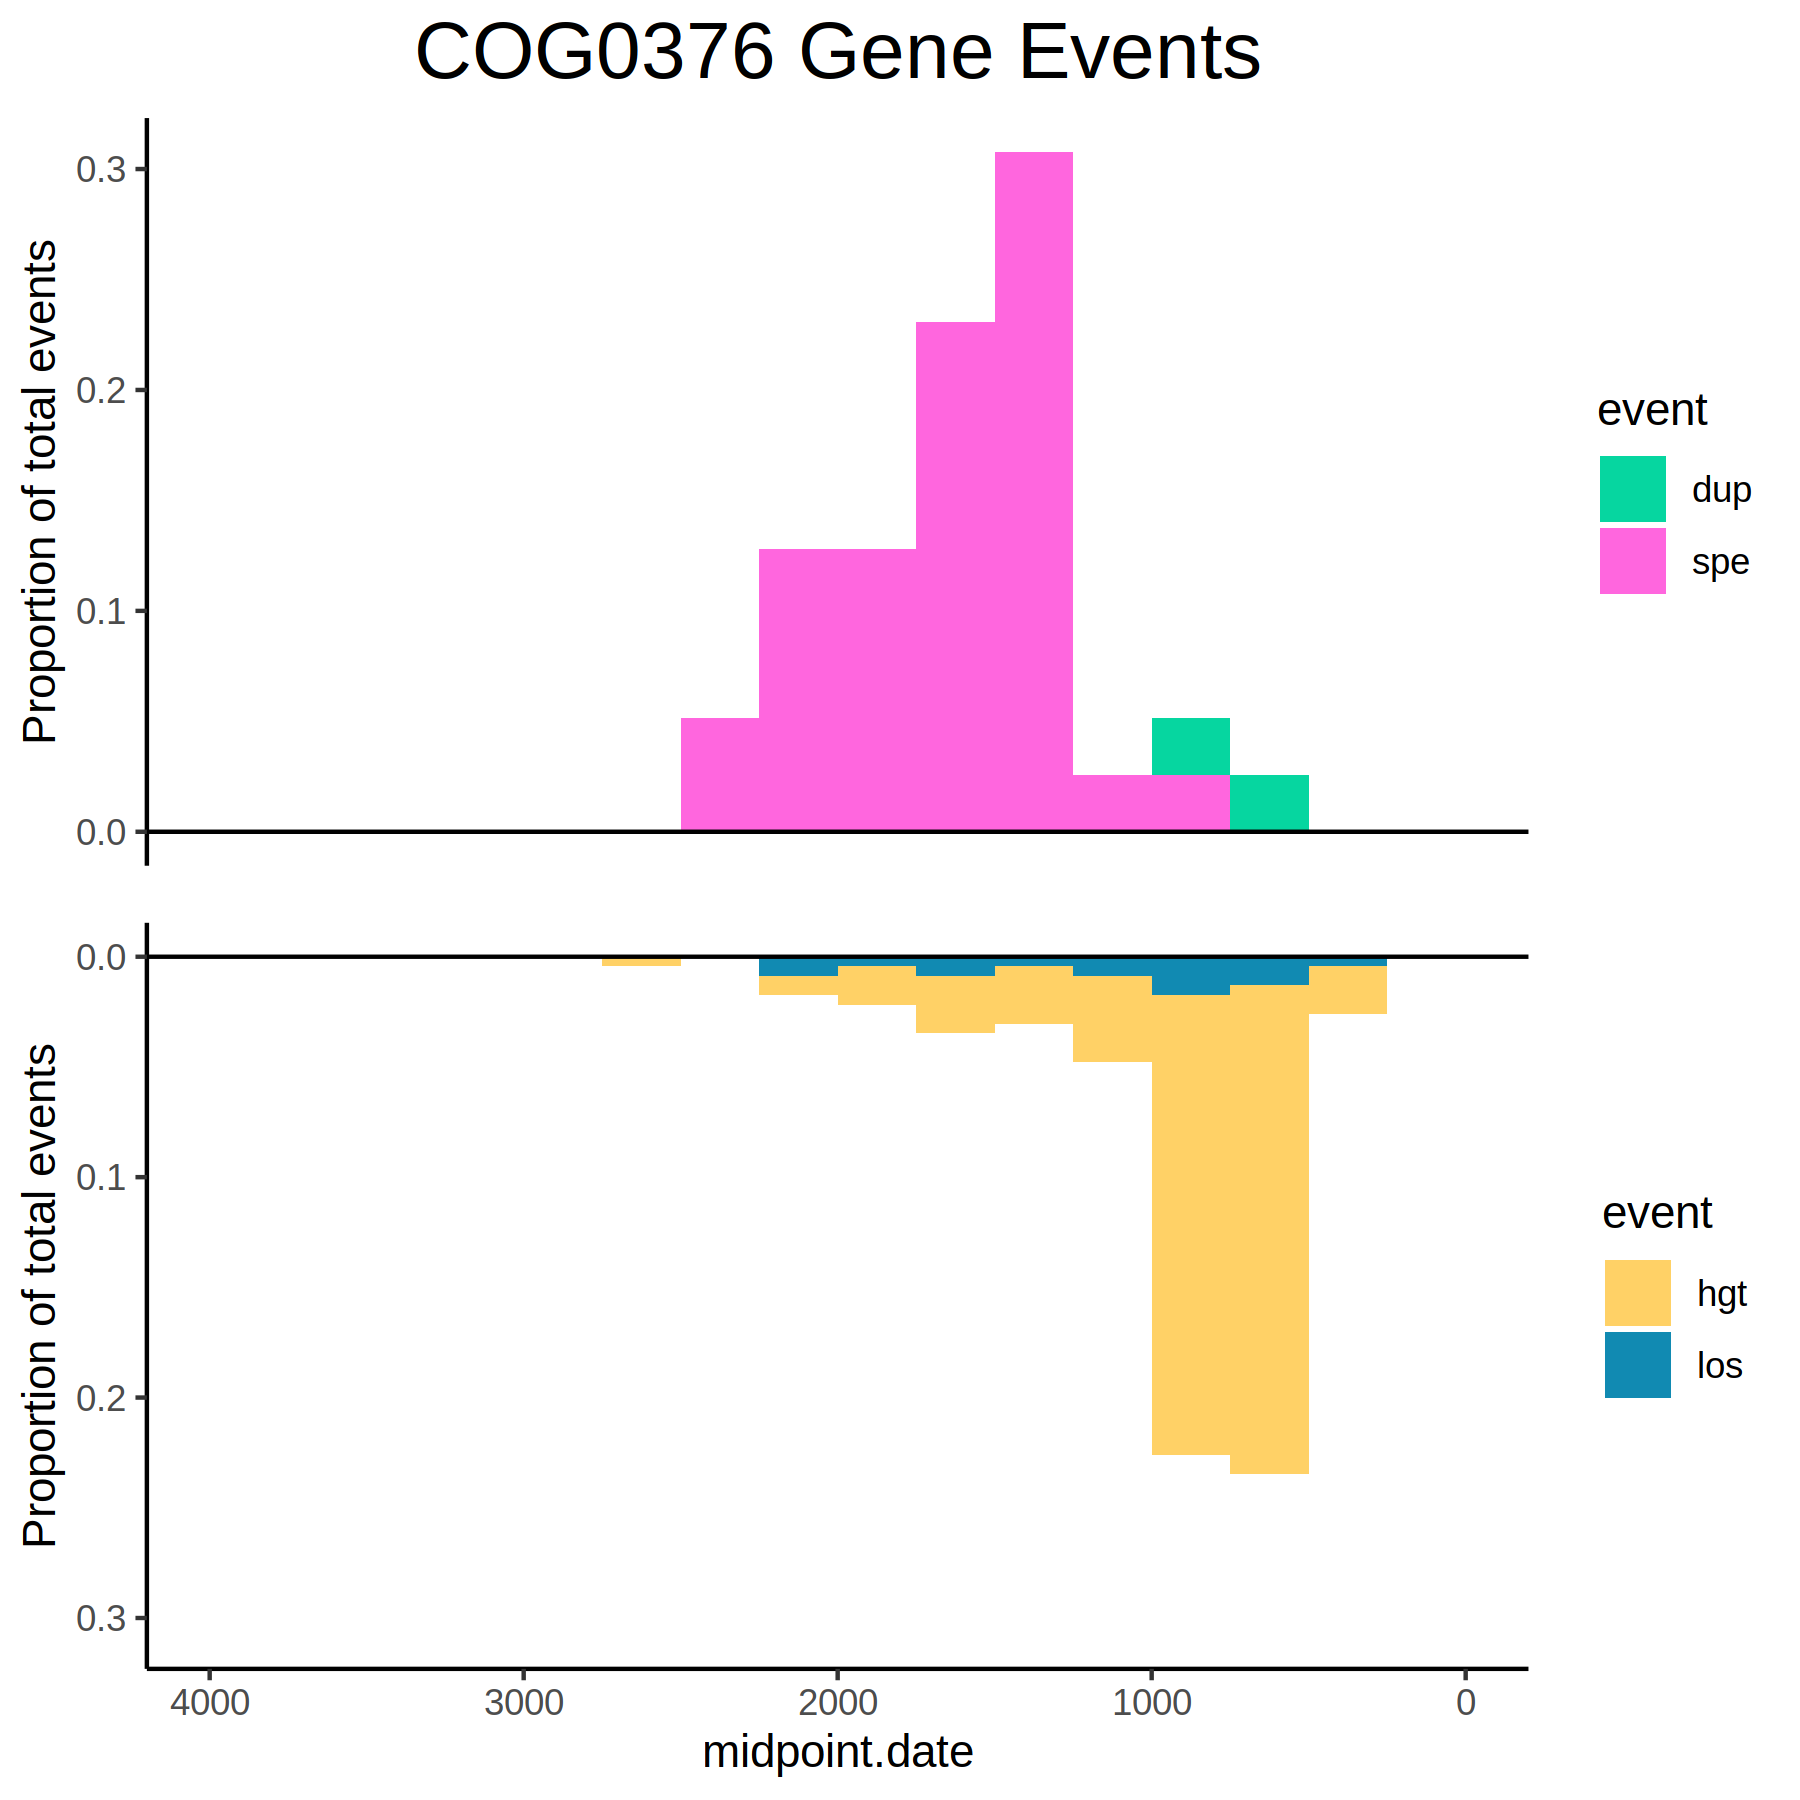 COG0376 Gene Events
Proportion of total events
0.3
0.2
0.1
0.0
event
dup
spe
Proportion of total events
0.0
0.1
0.2
0.3
event
hgt
los
4000 3000 2000 1000 0
midpoint.date